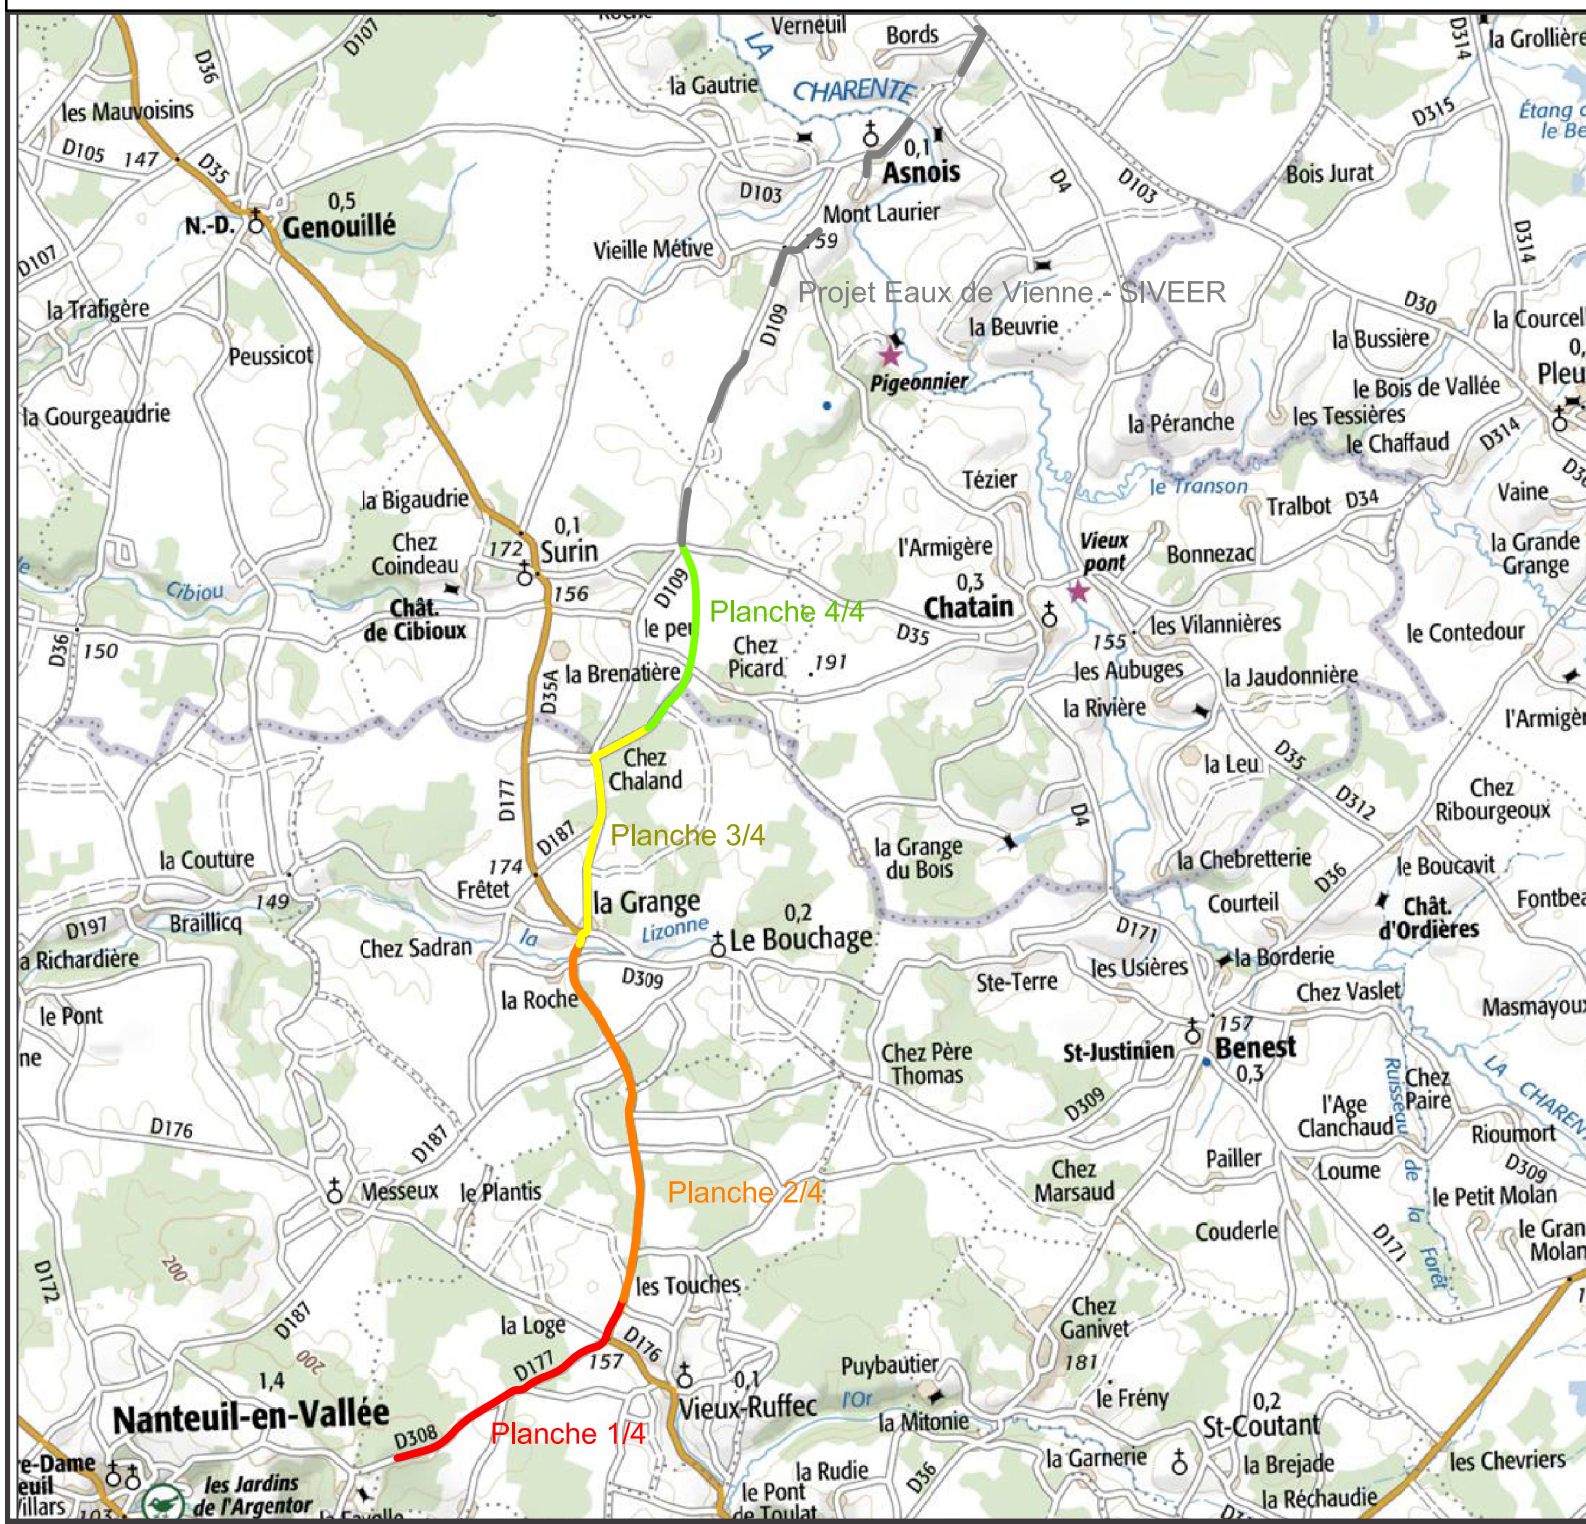 Verneuil
Bords
LA
CHARENTE
D107
D36
D314
la Grollière
la Gautrie
les Mauvoisins
D105
147
D35
D315
0,1
Asnois
Bois Jurat
D4
D103
D103
0,5
N.-D.
Genouillé
Mont Laurier
Vieille Métive
D107
D314
la Trafigère
Projet Eaux de Vienne - SIVEER
D109
D30
la Beuvrie
la Bussière
Peussicot
Pigeonnier
le Bois de Vallée
la Gourgeaudrie
la Péranche
les Tessières
le Chaffaud
D314
Tézier
le Transon
Tralbot
D34
Vaine
la Bigaudrie
0,1
Surin
172
Chez
Coindeau
l'Armigère
Vieux
pont
Bonnezac
la Grande
Grange
Cibiou
156
Chât.
de Cibioux
D109
0,3
Chatain
Planche 4/4
le peu
Chez
Picard
191
D35
155
les Vilannières
le Contedour
D36
150
la Brenatière
D35A
les Aubuges
la Jaudonnière
la Rivière
Chez
Chaland
la Leu
D35
D177
D187
Planche 3/4
D4
D312
Chez
Ribourgeoux
la Couture
174
Frêtet
la Grange
du Bois
la Chebretterie
D36
le Boucavit
149
la Grange
0,2
Courteil
Chât.
d'Ordières
D197
Braillicq
Chez Sadran
la
Lizonne
Le Bouchage
D171
la Borderie
les Usières
Ste-Terre
D309
la Roche
Chez Vaslet
le Pont
157
St-Justinien
Benest
0,3
Chez Père
Thomas
LA CHARENTE
Ruisseau de la Forêt
Chez
Paire
D309
l'Age
Clanchaud
D176
D187
Rioumort
D309
Messeux
le Plantis
Planche 2/4
Chez
Marsaud
Pailler
Loume
le Petit Molan
Couderle
D171
200
D172
les Touches
D187
la Loge
D176
Chez
Ganivet
200
D177
157
181
Puybautier
1,4
Nanteuil-en-Vallée
0,1
Vieux-Ruffec
l'Or
le Frény
0,2
St-Coutant
D308
Planche 1/4
la Mitonie
la Garnerie
la Brejade
les Chevriers
les Jardins
de l'Argentor
la Rudie
D36
le Pont
de Toulat
la Réchaudie